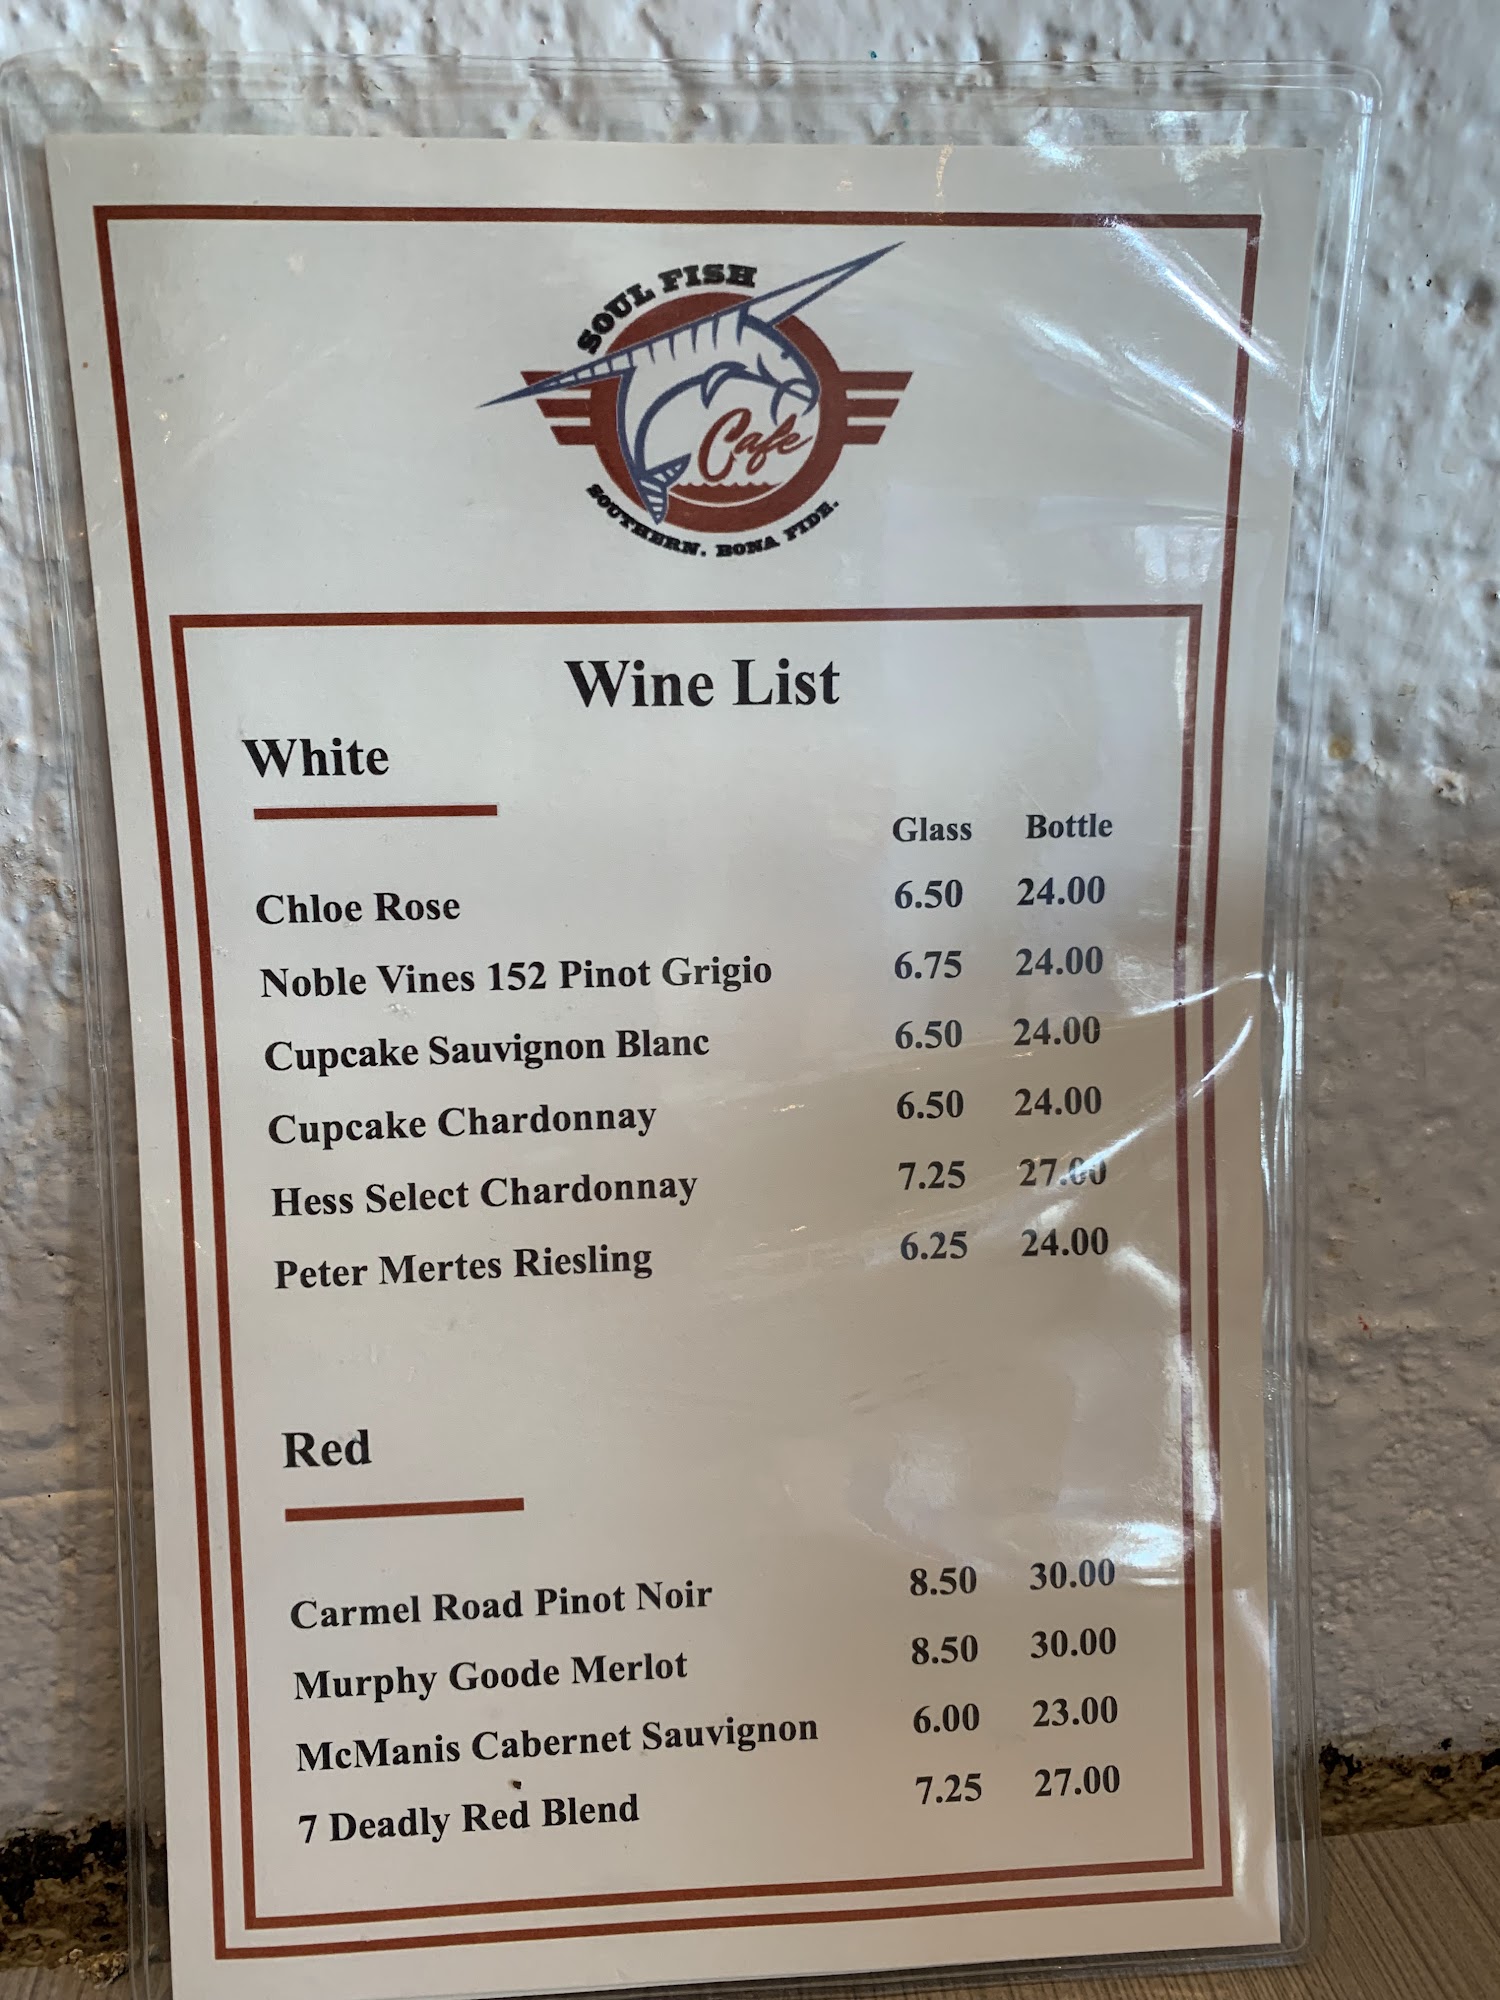 SOUL FISH
Cafe
SOUTHERN. BONA FIDE.
Wine List
White
Glass Bottle
Chloe Rose 6.50 24.00
Noble Vines 152 Pinot Grigio 6.75 24.00
Cupcake Sauvignon Blanc 6.50 24.00
Cupcake Chardonnay 6.50 24.00
Hess Select Chardonnay 7.25 27.00
Peter Mertes Riesling 6.25 24.00
Red
Carmel Road Pinot Noir 8.50 30.00
Murphy Goode Merlot 8.50 30.00
McManis Cabernet Sauvignon 6.00 23.00
7 Deadly Red Blend 7.25 27.00